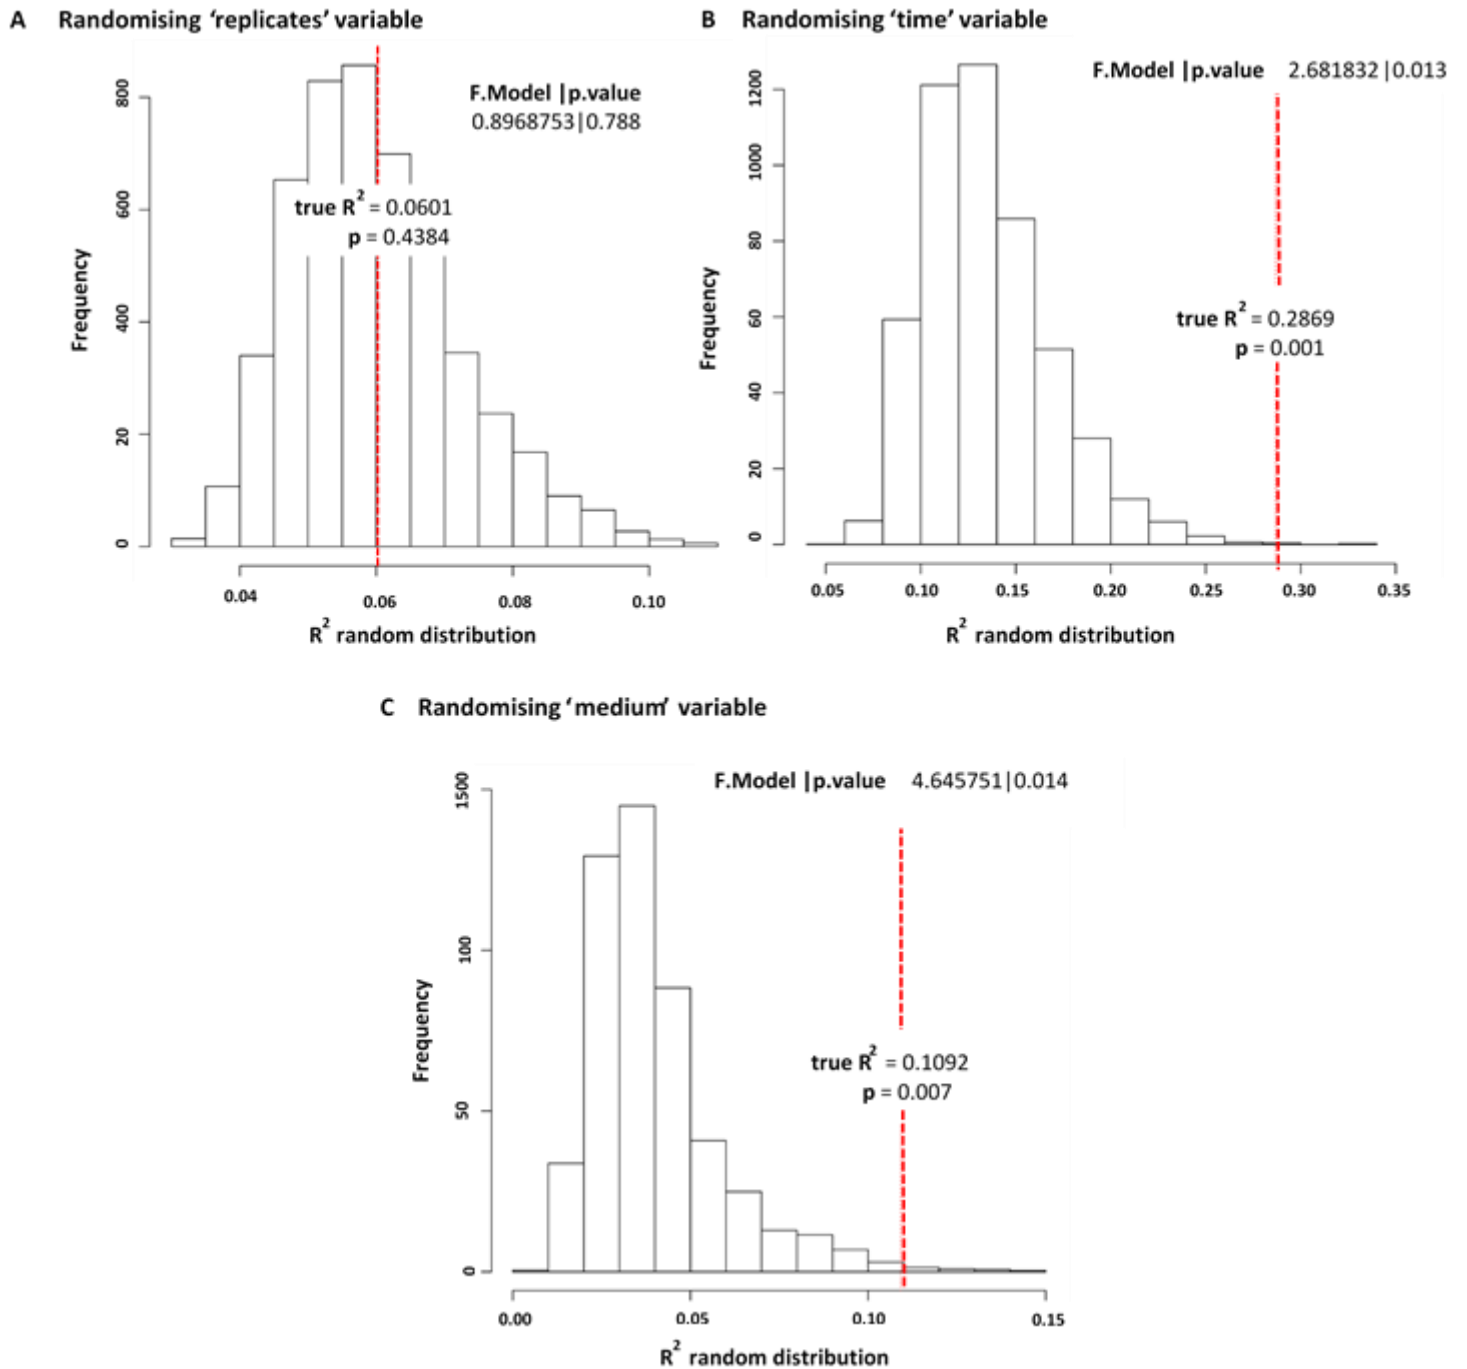 A Randomising ‘replicates’ variable
F.Model |p.value
0.8968753|0.788
true R² = 0.0601
p = 0.4384
Frequency
800
600
400
20
0
0.04 0.06 0.08 0.10
R² random distribution
B Randomising ‘time’ variable
F.Model |p.value 2.681832|0.013
true R² = 0.2869
p = 0.001
Frequency
1200
1000
80
60
40
20
0
0.05 0.10 0.15 0.20 0.25 0.30 0.35
R² random distribution
C Randomising ‘medium’ variable
F.Model |p.value 4.645751|0.014
true R² = 0.1092
p = 0.007
Frequency
1500
100
50
0
0.00 0.05 0.10 0.15
R² random distribution